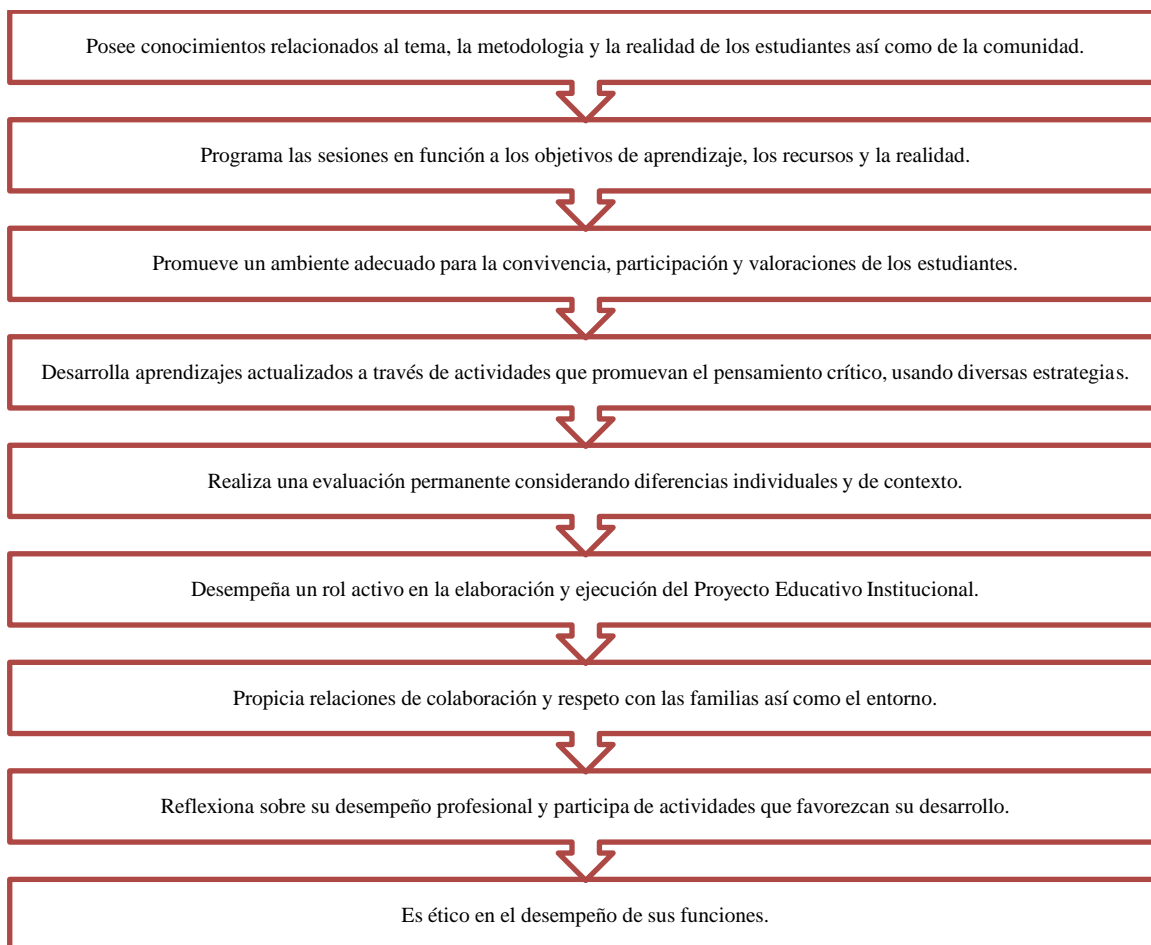 Posee conocimientos relacionados al tema, la metodologia y la realidad de los estudiantes así como de la comunidad.
Programa las sesiones en función a los objetivos de aprendizaje, los recursos y la realidad.
Promueve un ambiente adecuado para la convivencia, participación y valoraciones de los estudiantes.
Desarrolla aprendizajes actualizados a través de actividades que promuevan el pensamiento crítico, usando diversas estrategias.
Realiza una evaluación permanente considerando diferencias individuales y de contexto.
Desempeña un rol activo en la elaboración y ejecución del Proyecto Educativo Institucional.
Propicia relaciones de colaboración y respeto con las familias así como el entorno.
Reflexiona sobre su desempeño profesional y participa de actividades que favorezcan su desarrollo.
Es ético en el desempeño de sus funciones.